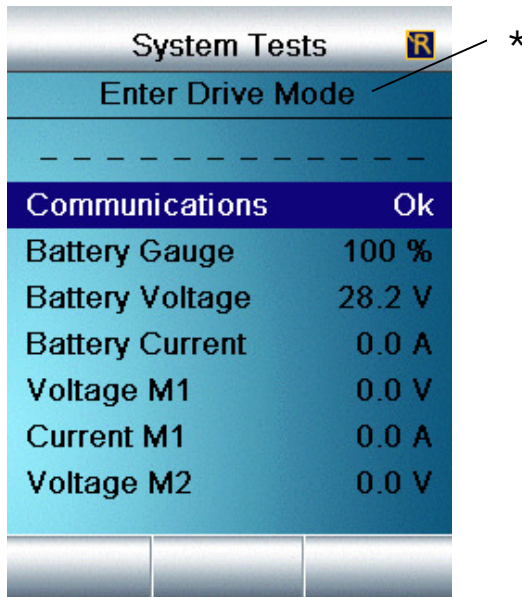 System Tests R
*
Enter Drive Mode
- - - - - - - - - - - - -
Communications Ok
Battery Gauge 100 %
Battery Voltage 28.2 V
Battery Current 0.0 A
Voltage M1 0.0 V
Current M1 0.0 A
Voltage M2 0.0 V